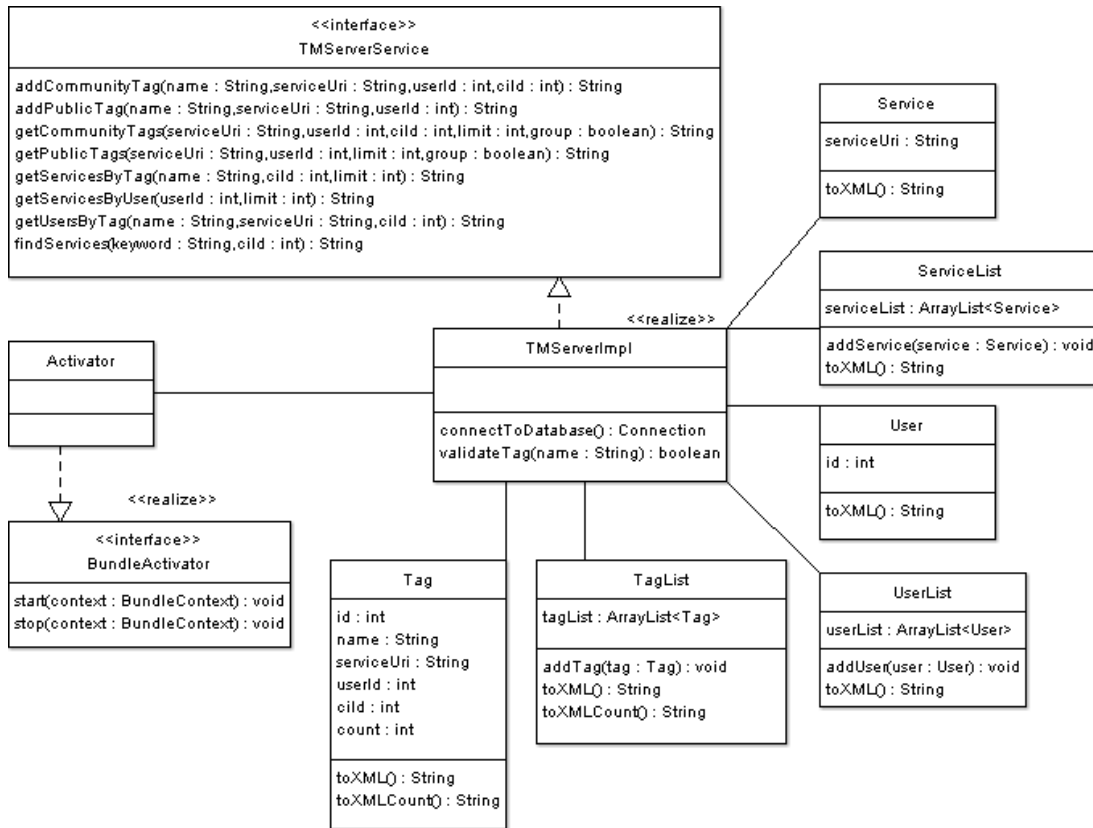 <<interface>>
TMServerService
addCommunityTag(name : String,serviceUri : String,userId : int,ciId : int) : String
addPublicTag(name : String,serviceUri : String,userId : int) : String
getCommunityTags(serviceUri : String,userId : int,ciId : int,limit : int,group : boolean) : String
getPublicTags(serviceUri : String,userId : int,limit : int,group : boolean) : String
getServicesByTag(name : String,ciId : int,limit : int) : String
getServicesByUser(userId : int,limit : int) : String
getUsersByTag(name : String,serviceUri : String,ciId : int) : String
findServices(keyword : String,ciId : int) : String
Service
serviceUri : String
toXML() : String
ServiceList
serviceList : ArrayList<Service>
addService(service : Service) : void
toXML() : String
<<realize>>
TMServerImpl
connectToDatabase() : Connection
validateTag(name : String) : boolean
Activator
<<realize>>
<<interface>>
BundleActivator
start(context : BundleContext) : void
stop(context : BundleContext) : void
User
id : int
toXML() : String
Tag
id : int
name : String
serviceUri : String
userId : int
ciId : int
count : int
toXML() : String
toXMLCount() : String
TagList
tagList : ArrayList<Tag>
addTag(tag : Tag) : void
toXML() : String
toXMLCount() : String
UserList
userList : ArrayList<User>
addUser(user : User) : void
toXML() : String